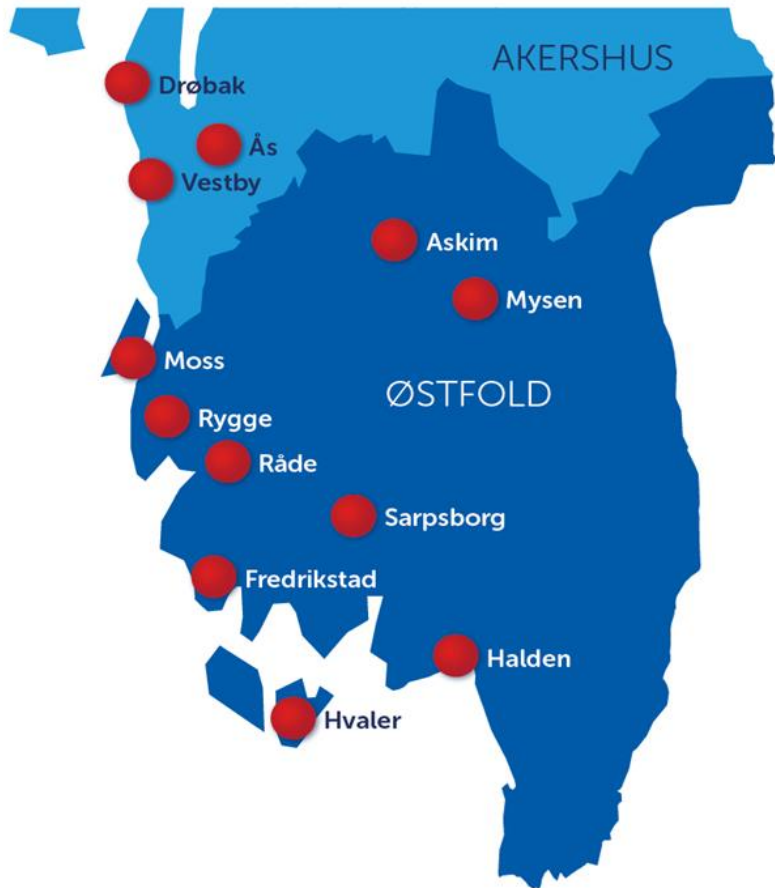 AKERSHUS
Drøbak
Ås
Vestby
Askim
Mysen
Moss
ØSTFOLD
Rygge
Råde
Sarpsborg
Fredrikstad
Halden
Hvaler